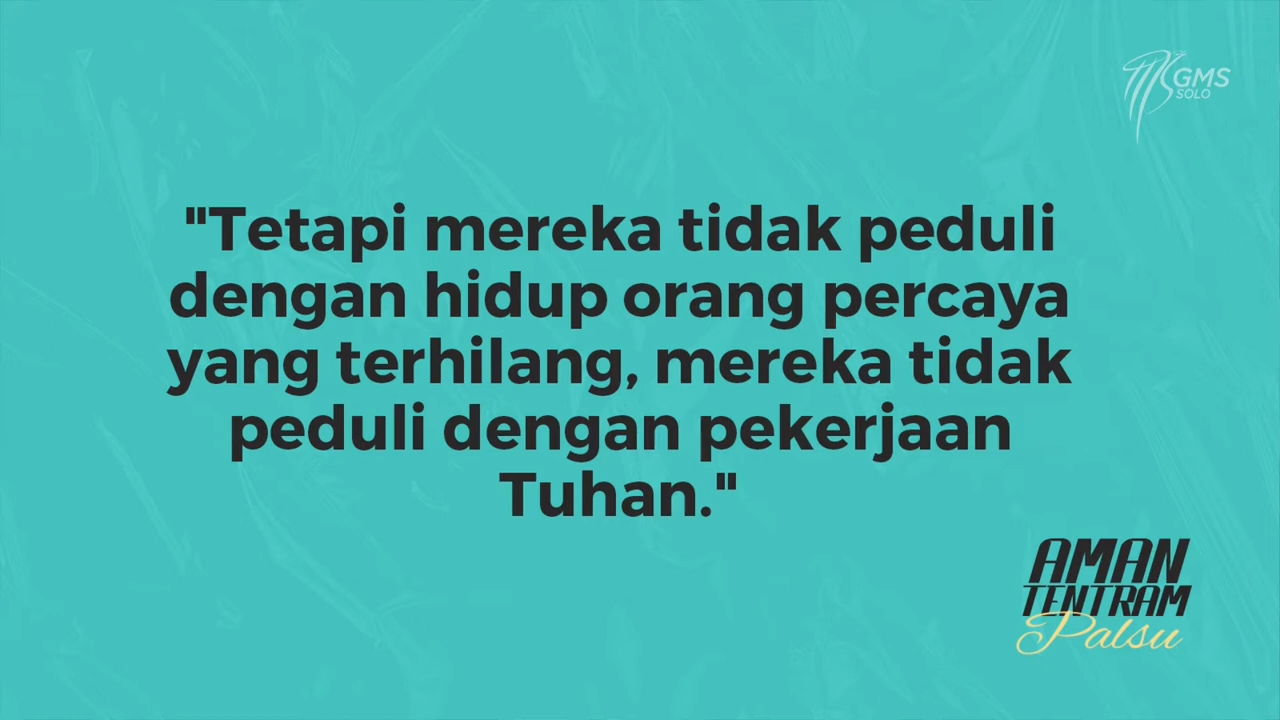 GMS
SOLO
"Tetapi mereka tidak peduli
dengan hidup orang percaya
yang terhilang, mereka tidak
peduli dengan pekerjaan
Tuhan."
AMAN
TENTRAM
Palsu